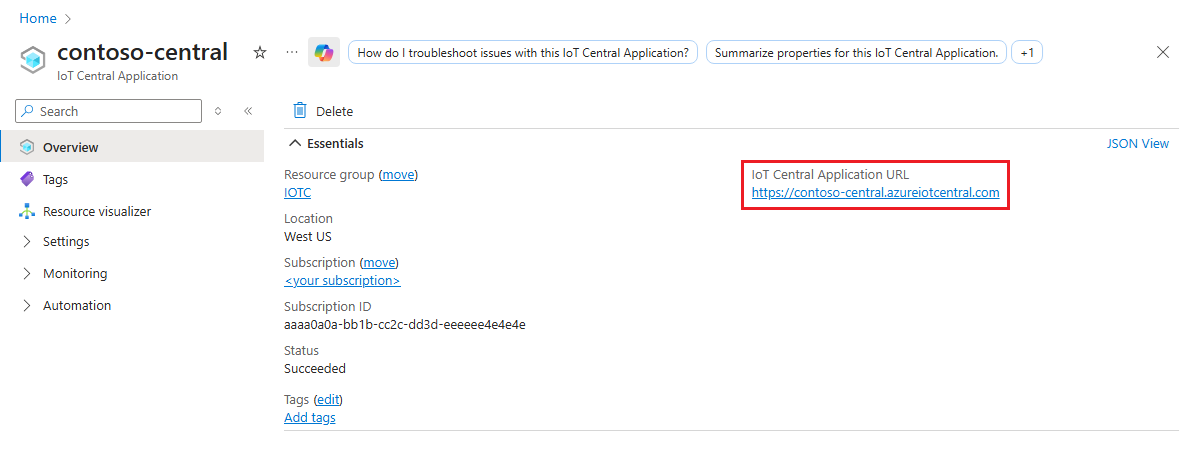 Home
contoso-central
IoT Central Application
How do I troubleshoot issues with this IoT Central Application?
Summarize properties for this IoT Central Application.
+1
Search
Overview
Tags
Resource visualizer
Settings
Monitoring
Automation
Delete
Essentials
JSON View
Resource group (move)
IOTC
Location
West US
Subscription (move)
<your subscription>
Subscription ID
aaaa0a0a-bb1b-cc2c-dd3d-eeeeee4e4e4e
Status
Succeeded
Tags (edit)
Add tags
IoT Central Application URL
https://contoso-central.azureiotcentral.com